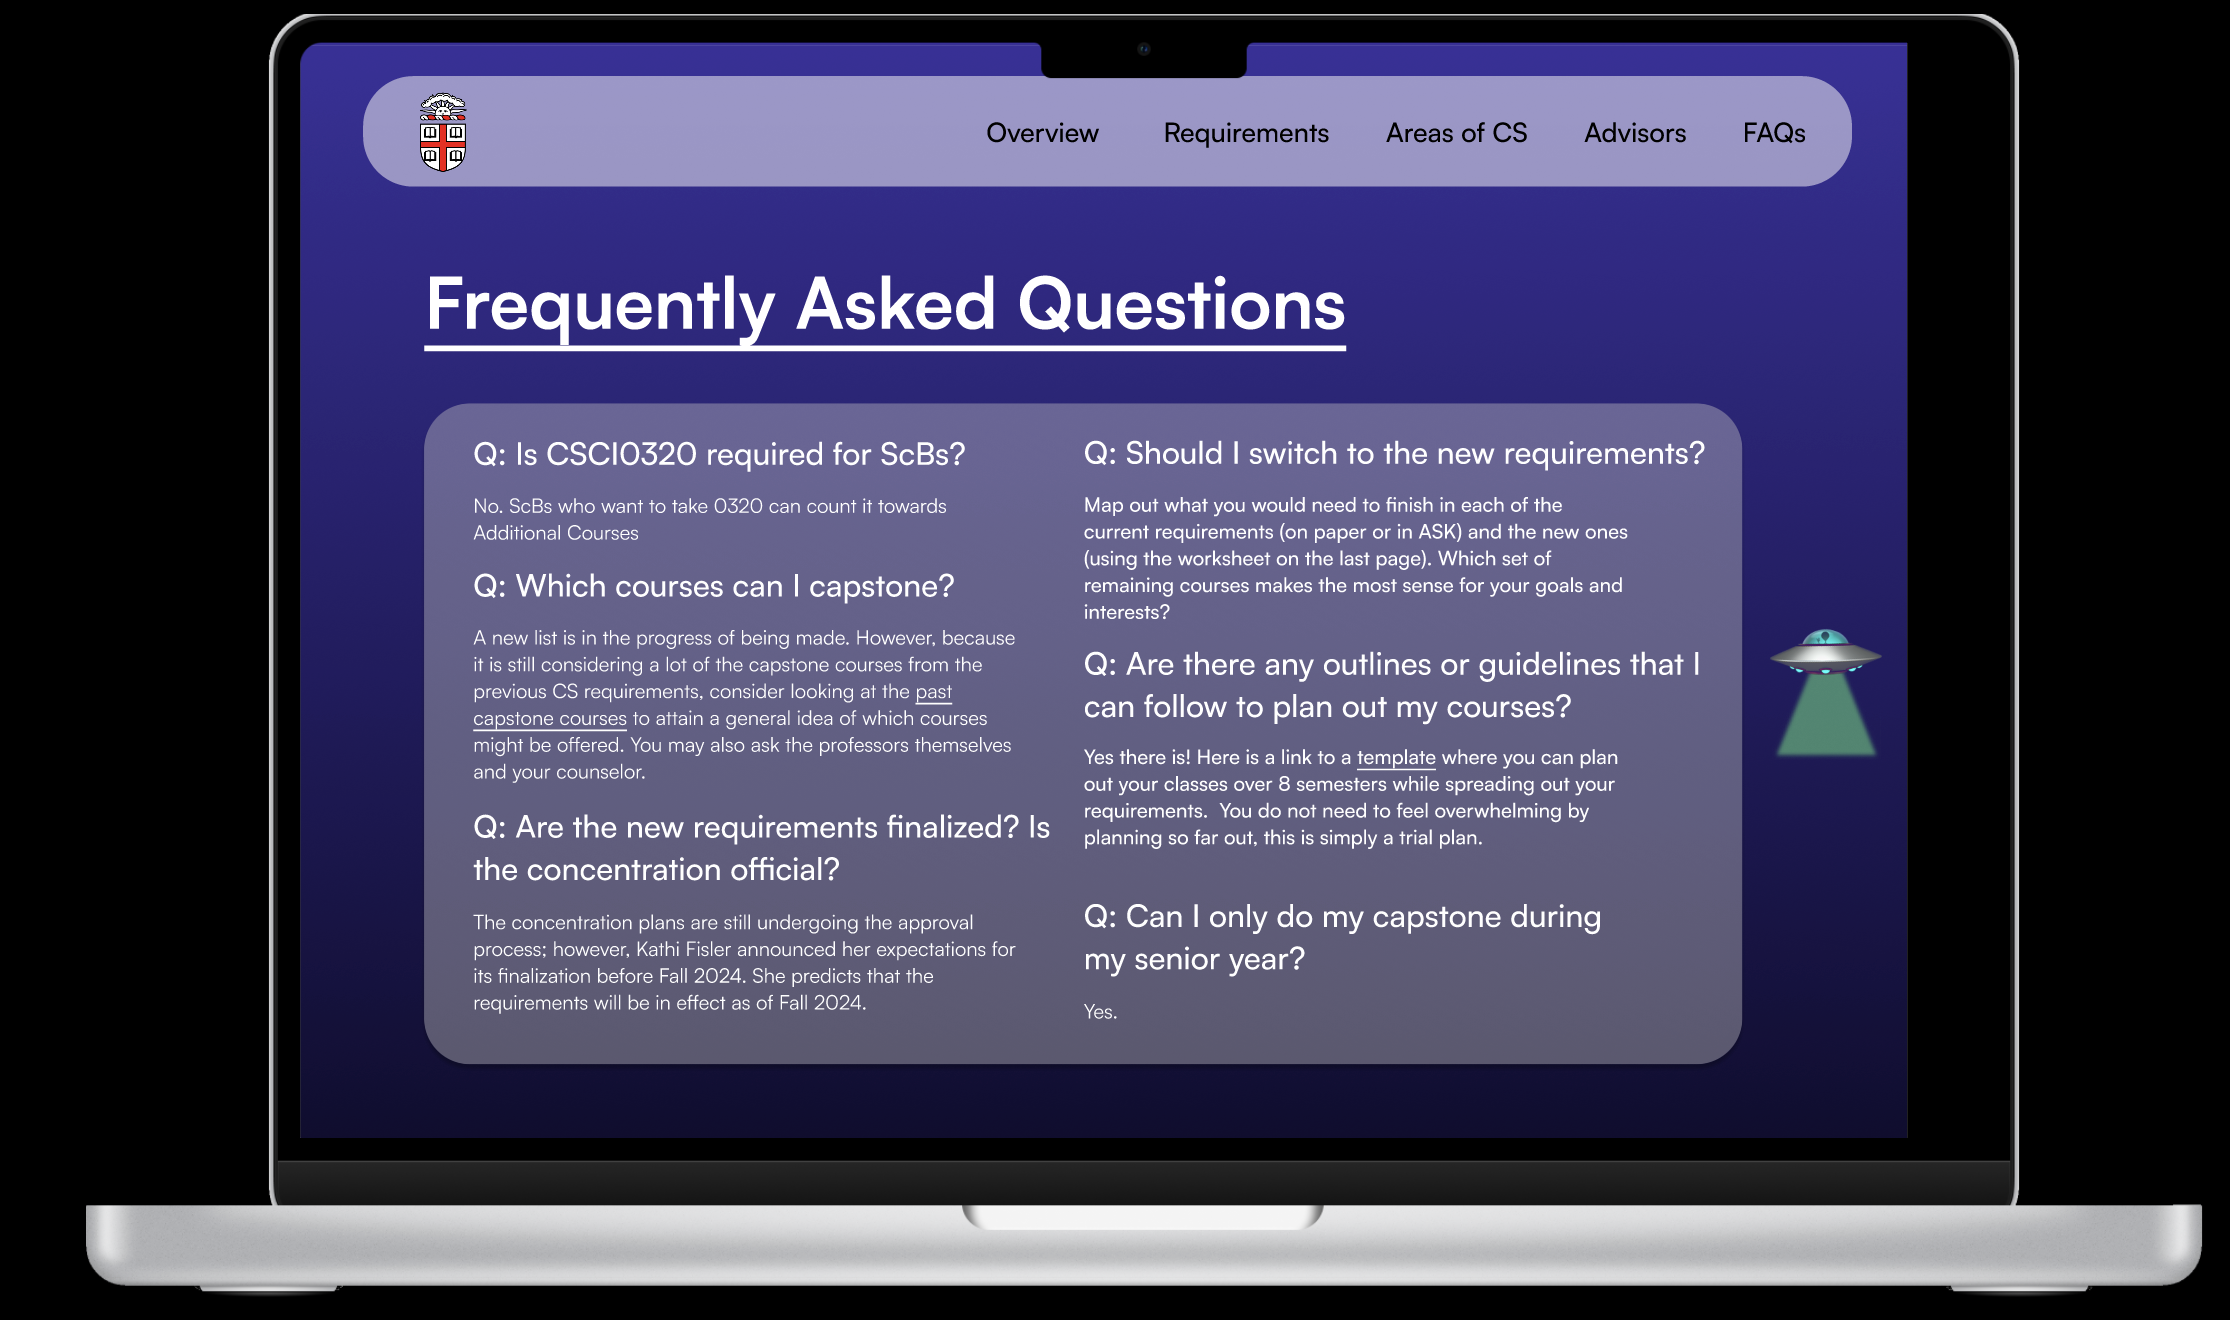 Overview Requirements Areas of CS Advisors FAQs
Frequently Asked Questions
Q: Is CSCI0320 required for ScBs?
No. ScBs who want to take 0320 can count it towards
Additional Courses
Q: Which courses can I capstone?
A new list is in the progress of being made. However, because
it is still considering a lot of the capstone courses from the
previous CS requirements, consider looking at the past
capstone courses to attain a general idea of which courses
might be offered. You may also ask the professors themselves
and your counselor.
Q: Are the new requirements finalized? Is
the concentration official?
The concentration plans are still undergoing the approval
process; however, Kathi Fisler announced her expectations for
its finalization before Fall 2024. She predicts that the
requirements will be in effect as of Fall 2024.
Q: Should I switch to the new requirements?
Map out what you would need to finish in each of the
current requirements (on paper or in ASK) and the new ones
(using the worksheet on the last page). Which set of
remaining courses makes the most sense for your goals and
interests?
Q: Are there any outlines or guidelines that I
can follow to plan out my courses?
Yes there is! Here is a link to a template where you can plan
out your classes over 8 semesters while spreading out your
requirements.  You do not need to feel overwhelming by
planning so far out, this is simply a trial plan.
Q: Can I only do my capstone during
my senior year?
Yes.